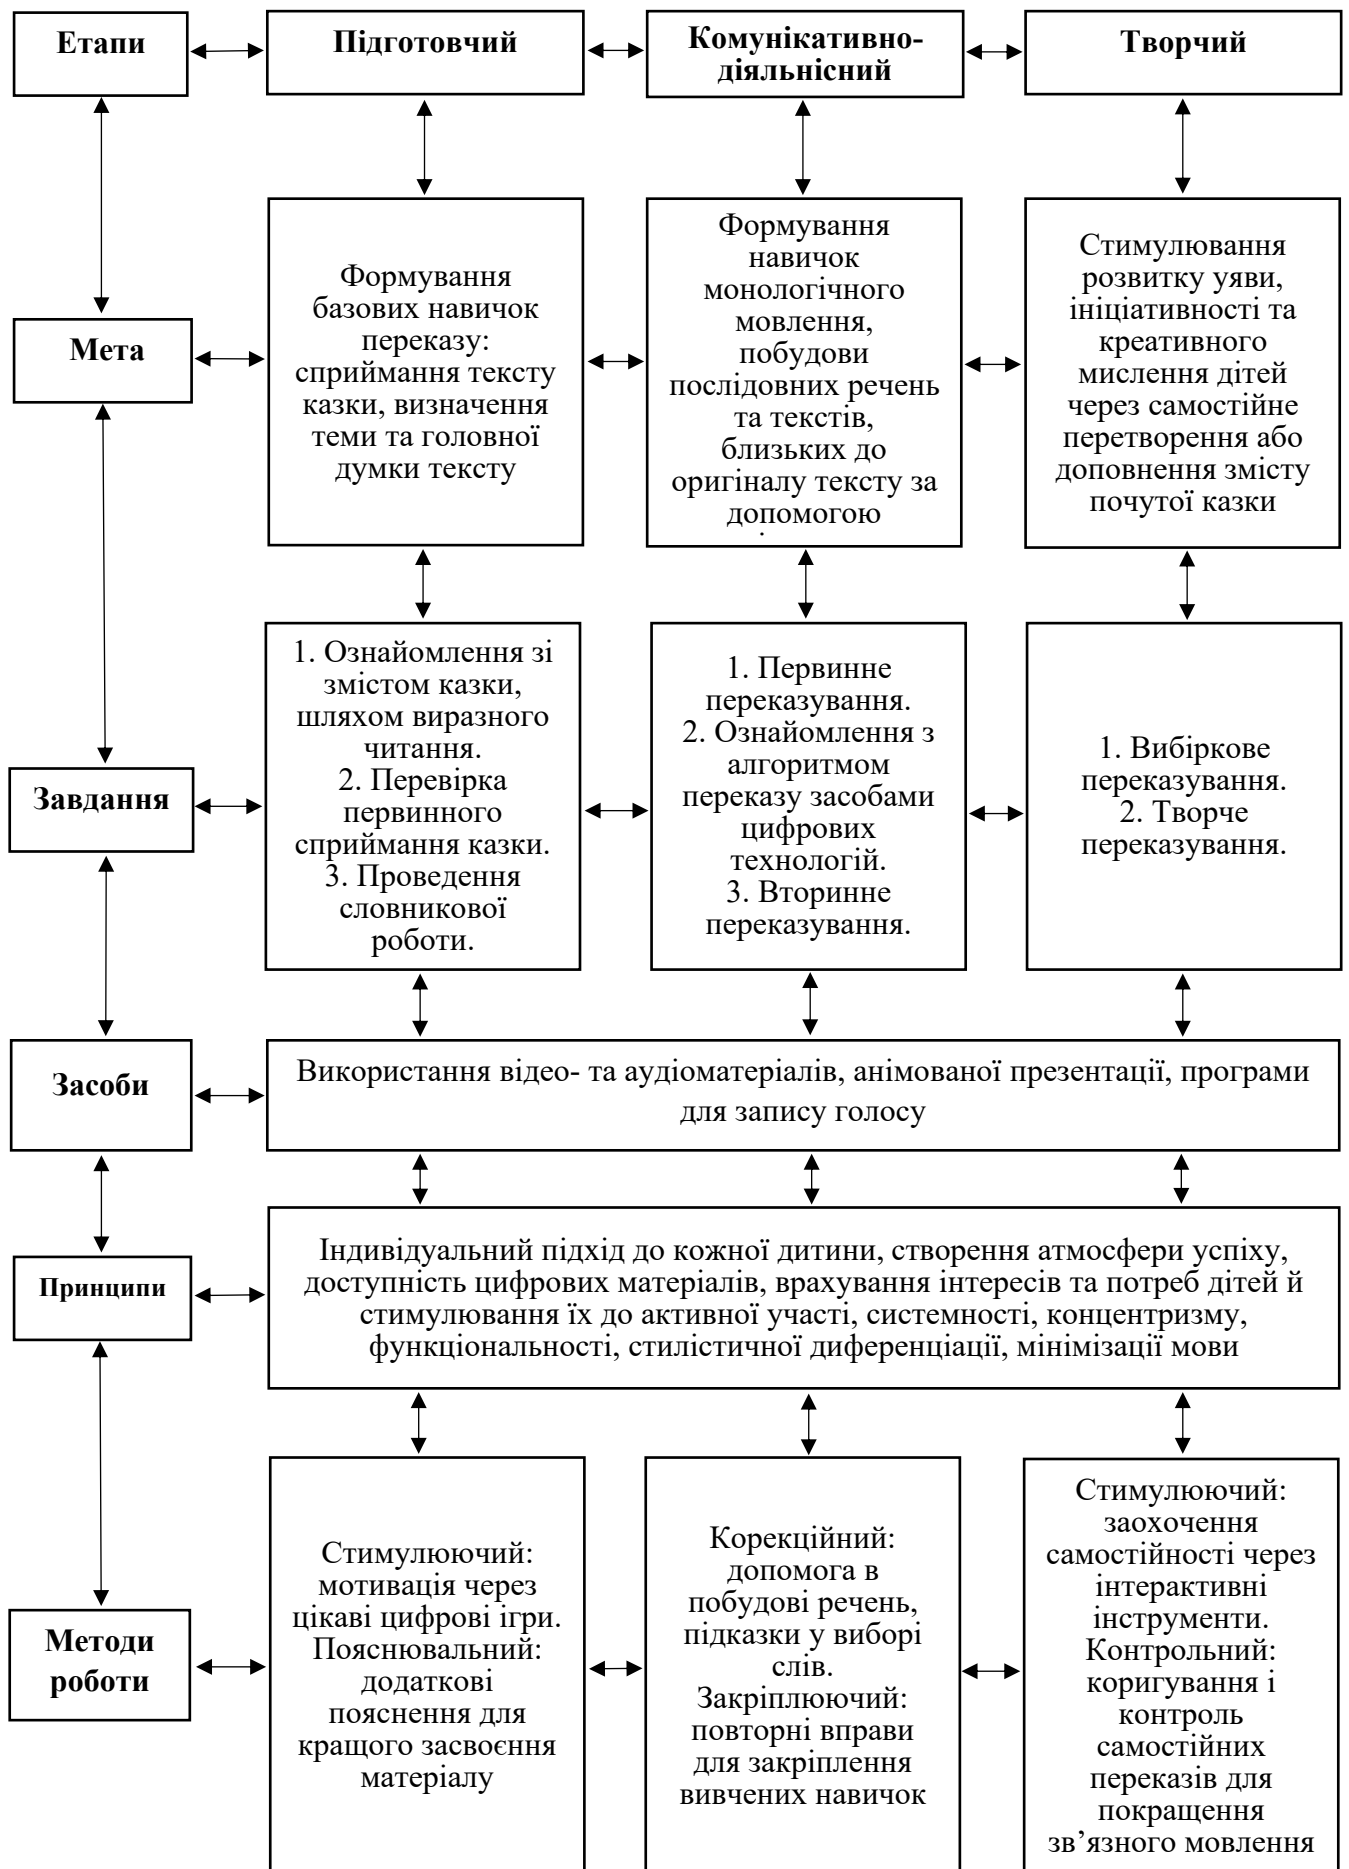 Етапи
Підготовчий
Комунікативно-
діяльнісний
Творчий
Мета
Формування
базових навичок
переказу:
сприймання тексту
казки, визначення
теми та головної
думки тексту
Формування
навичок
монологічного
мовлення,
побудови
послідовних речень
та текстів,
близьких до
оригіналу тексту за
допомогою
Стимулювання
розвитку уяви,
ініціативності та
креативного
мислення дітей
через самостійне
перетворення або
доповнення змісту
почутої казки
Завдання
1. Ознайомлення зі
змістом казки,
шляхом виразного
читання.
2. Перевірка
первинного
сприймання казки.
3. Проведення
словникової
роботи.
1. Первинне
переказування.
2. Ознайомлення з
алгоритмом
переказу засобами
цифрових
технологій.
3. Вторинне
переказування.
1. Вибіркове
переказування.
2. Творче
переказування.
Засоби
Використання відео- та аудіоматеріалів, анімованої презентації, програми
для запису голосу
Принципи
Індивідуальний підхід до кожної дитини, створення атмосфери успіху,
доступність цифрових матеріалів, врахування інтересів та потреб дітей й
стимулювання їх до активної участі, системності, концентризму,
функціональності, стилістичної диференціації, мінімізації мови
Методи
роботи
Стимулюючий:
мотивація через
цікаві цифрові ігри.
Пояснювальний:
додаткові
пояснення для
кращого засвоєння
матеріалу
Корекційний:
допомога в
побудові речень,
підказки у виборі
слів.
Закріплюючий:
повторні вправи
для закріплення
вивчених навичок
Стимулюючий:
заохочення
самостійності через
інтерактивні
інструменти.
Контрольний:
коригування і
контроль
самостійних
переказів для
покращення
зв’язного мовлення